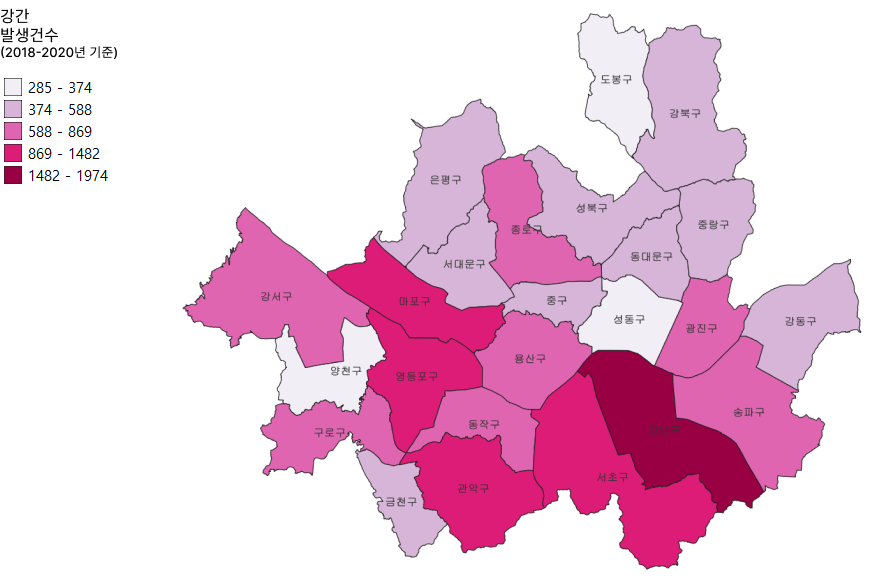 강간
발생건수
(2018-2020년 기준)
285 - 374
374 - 588
588 - 869
869 - 1482
1482 - 1974
도봉구
강북구
은평구
성북구
중랑구
종로구
동대문구
서대문구
강서구
마포구
중구
성동구
광진구
강동구
용산구
양천구
영등포구
송파구
동작구
구로구
서초구
관악구
금천구